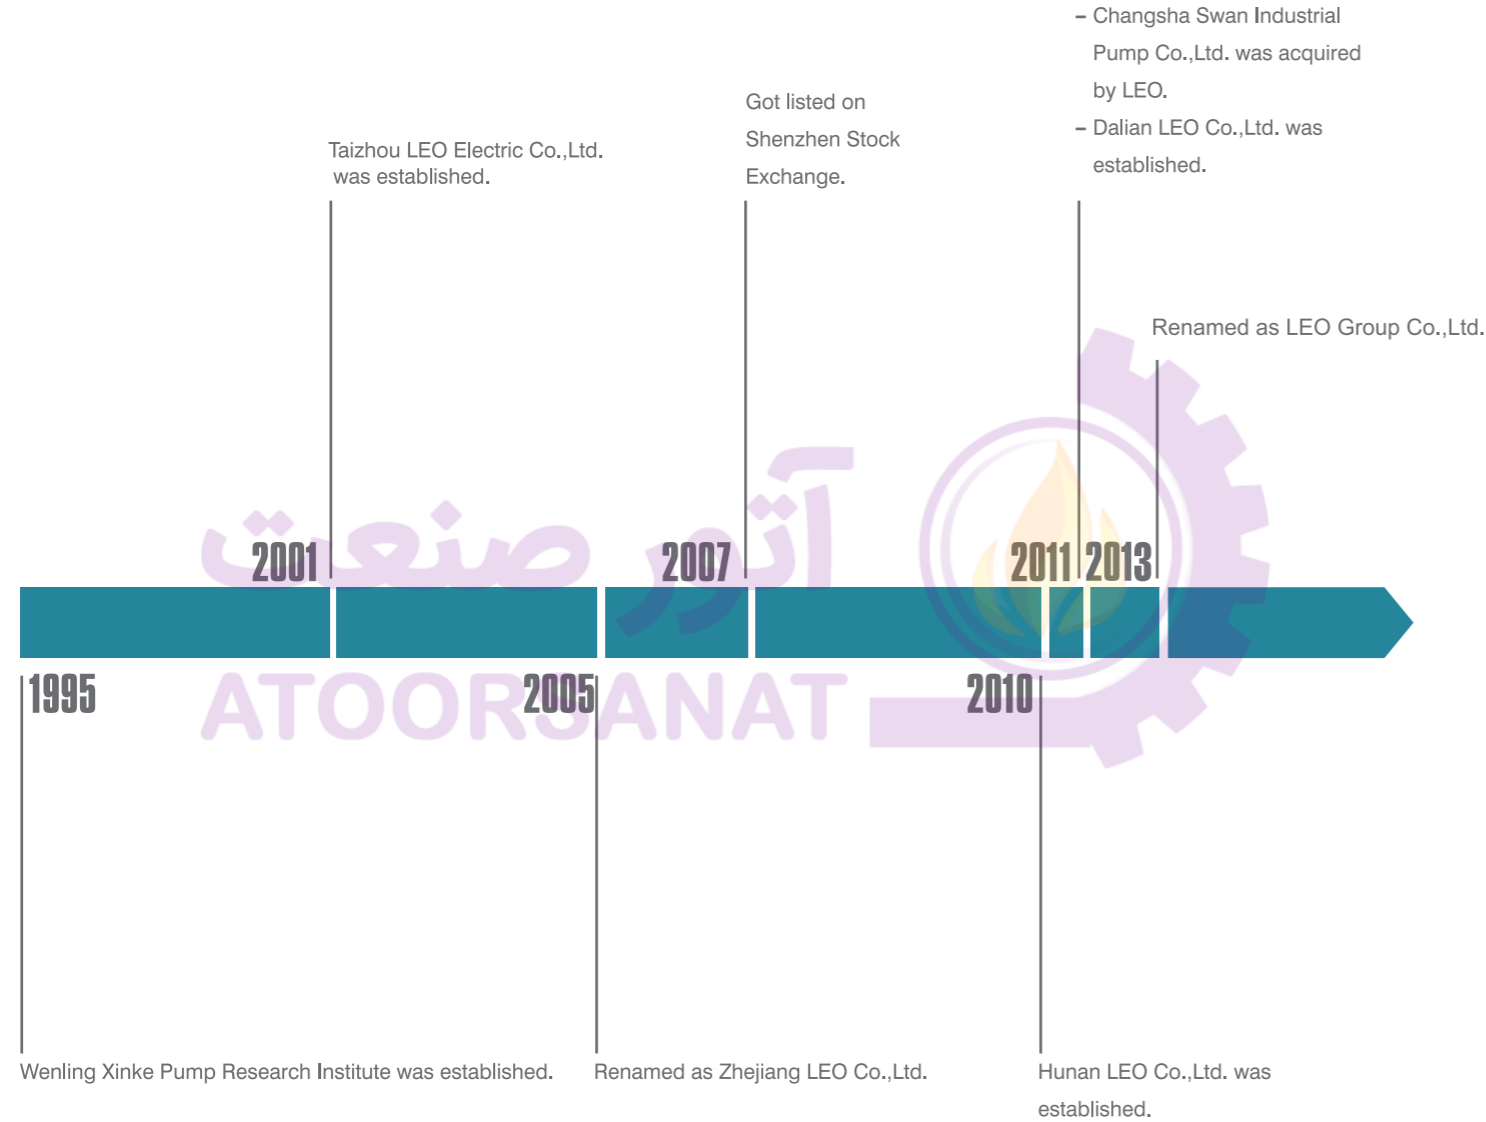 – Changsha Swan Industrial
Pump Co.,Ltd. was acquired
by LEO.
– Dalian LEO Co.,Ltd. was
established.
Got listed on
Shenzhen Stock
Exchange.
Taizhou LEO Electric Co.,Ltd.
was established.
Renamed as LEO Group Co.,Ltd.
آتور صنعت
2001
2007
2011
2013
1995
2005
2010
ATOORSANAT
Wenling Xinke Pump Research Institute was established.
Renamed as Zhejiang LEO Co.,Ltd.
Hunan LEO Co.,Ltd. was
established.